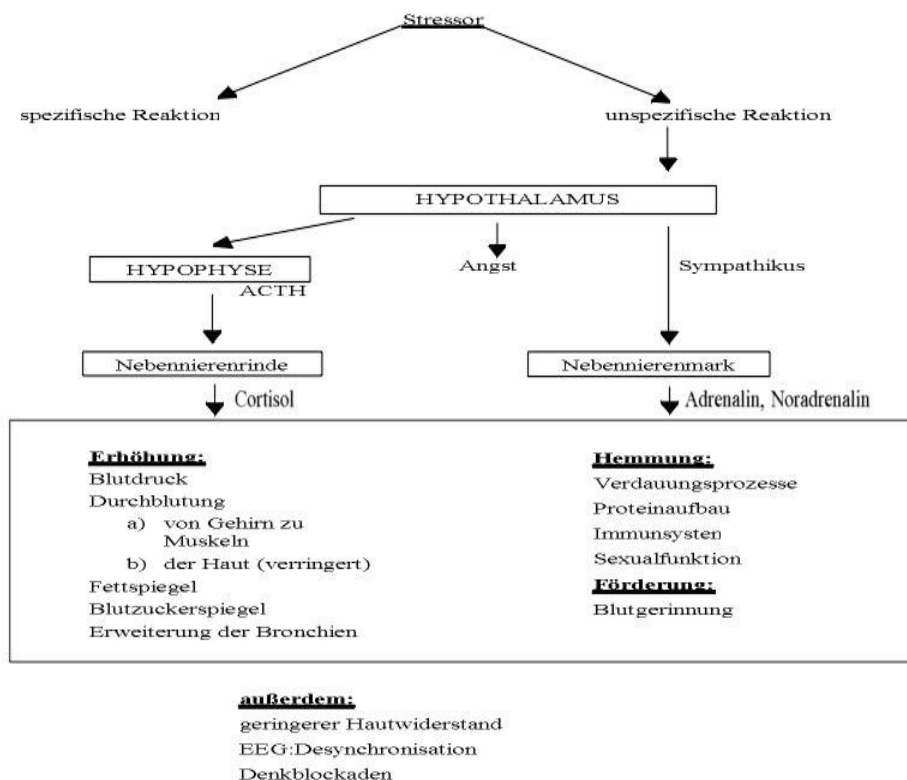 Stressor
spezifische Reaktion
unspezifische Reaktion
HYPOTHALAMUS
HYPOPHYSE
ACTH
Angst
Sympathikus
Nebennierenrinde
Nebennierenmark
Cortisol
Adrenalin, Noradrenalin
Erhöhung:
Blutdruck
Durchblutung
a) von Gehirn zu
Muskeln
b) der Haut (verringert)
Fettspiegel
Blutzuckerspiegel
Erweiterung der Bronchien
Hemmung:
Verdauungsprozesse
Proteinaufbau
Immunsysten
Sexualfunktion
Förderung:
Blutgerinnung
außerdem:
geringerer Hautwiderstand
EEG:Desynchronisation
Denkblockaden